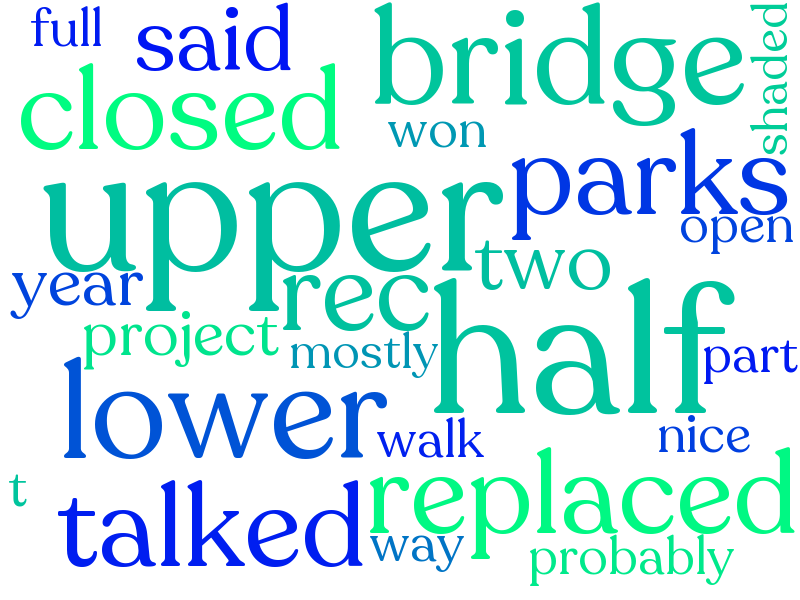 full
said
bridge
shaded
closed
won
parks
open
upper
two
year
rec
half
project
mostly
part
lower
walk
nice
t
talked
replaced
way
probably